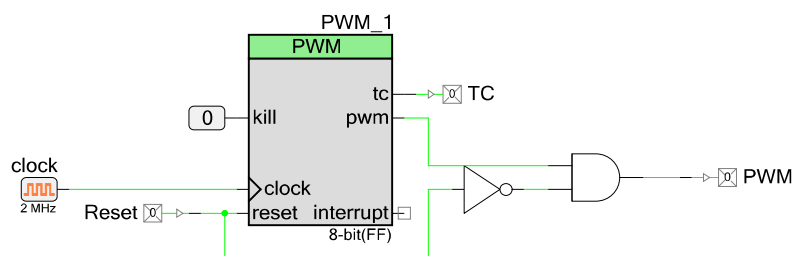 PWM_1
PWM
tc
0
TC
0
kill
pwm
clock
2 MHz
clock
0
PWM
Reset
0
reset
interrupt
8-bit(FF)